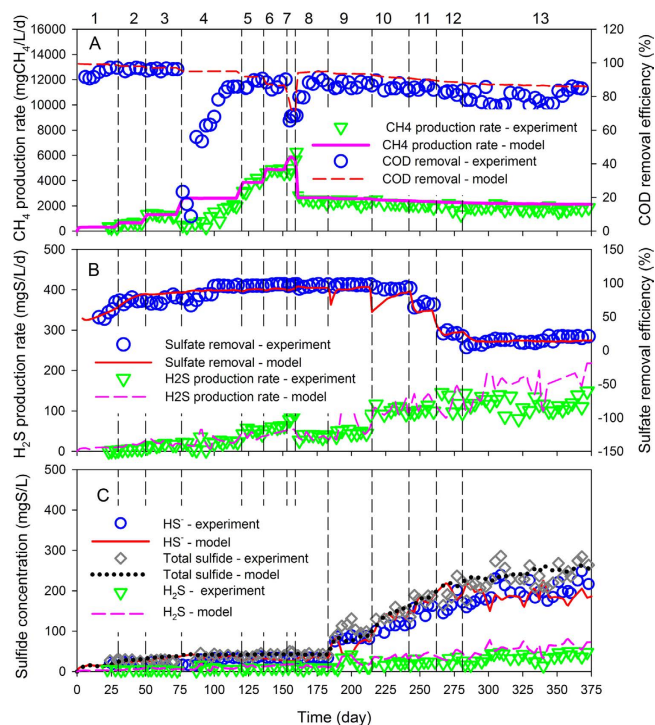 1 2 3 4 5 6 7 8 9 10 11 12 13
16000 120
14000 100
12000 80
10000
8000 60
6000 40
4000 20
2000
0 0
CH4 production rate (mgCH4/L/d)
COD removal efficiency (%)
A
CH4 production rate - experiment
CH4 production rate - model
COD removal - experiment
COD removal - model
500 150
400 100
300 50
200 0
100 -50
0 -100
-150
H2S production rate (mgS/L/d)
Sulfate removal efficiency (%)
B
Sulfate removal - experiment
Sulfate removal - model
H2S production rate - experiment
H2S production rate - model
500
400
300
200
100
0
Sulfide concentration (mgS/L)
C
HS- - experiment
HS- - model
Total sulfide - experiment
Total sulfide - model
H2S - experiment
H2S - model
0 25 50 75 100 125 150 175 200 225 250 275 300 325 350 375
Time (day)